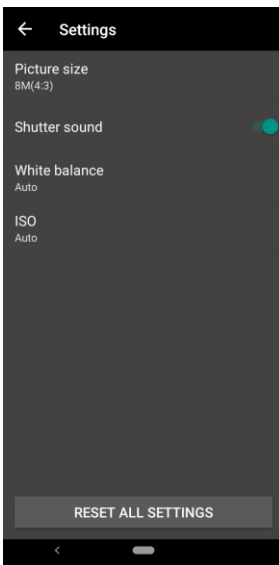 Settings
Picture size
8M(4:3)
Shutter sound
White balance
Auto
ISO
Auto
RESET ALL SETTINGS